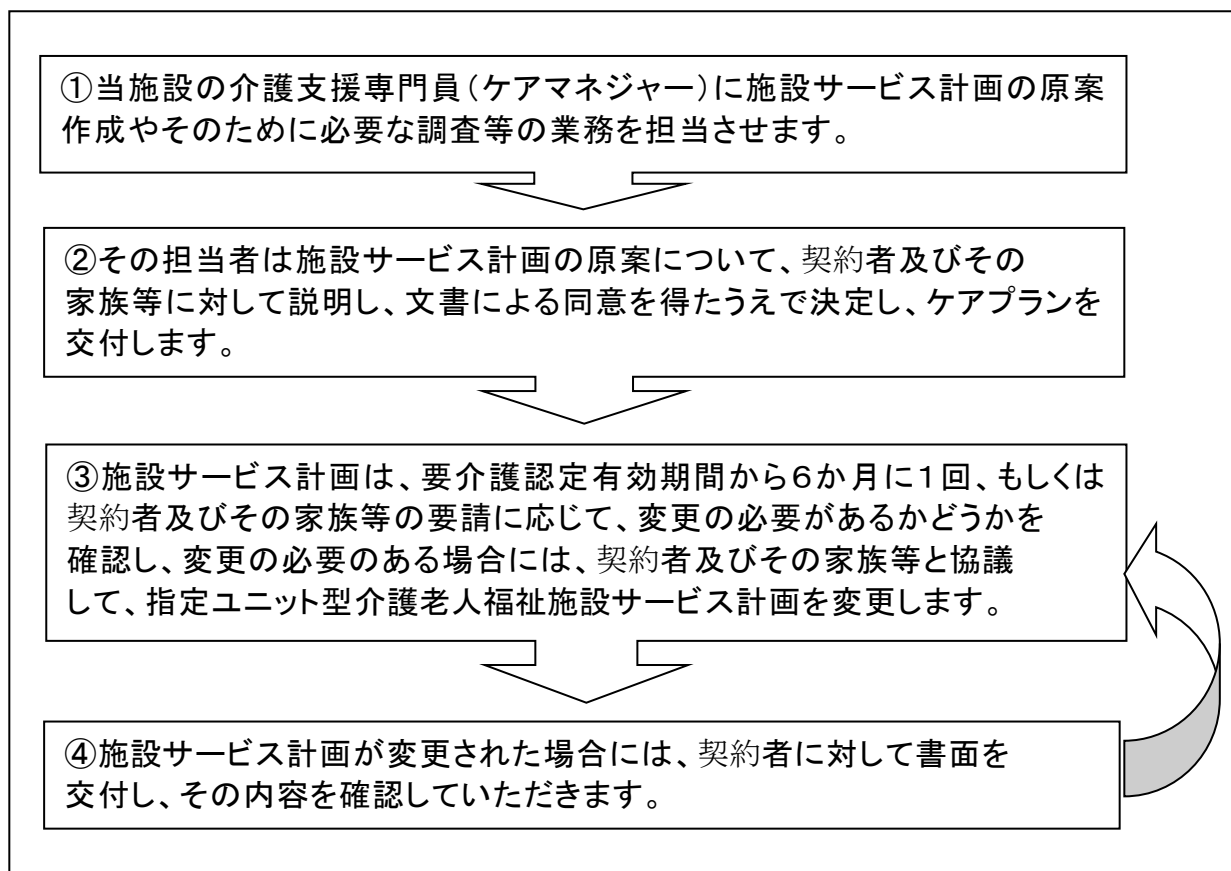 ①当施設の介護支援専門員(ケアマネジャー)に施設サービス計画の原案
作成やそのために必要な調査等の業務を担当させます。
②その担当者は施設サービス計画の原案について、契約者及びその
家族等に対して説明し、文書による同意を得たうえで決定し、ケアプランを
交付します。
③施設サービス計画は、要介護認定有効期間から6か月に1回、もしくは
契約者及びその家族等の要請に応じて、変更の必要があるかどうかを
確認し、変更の必要のある場合には、契約者及びその家族等と協議
して、指定ユニット型介護老人福祉施設サービス計画を変更します。
④施設サービス計画が変更された場合には、契約者に対して書面を
交付し、その内容を確認していただきます。